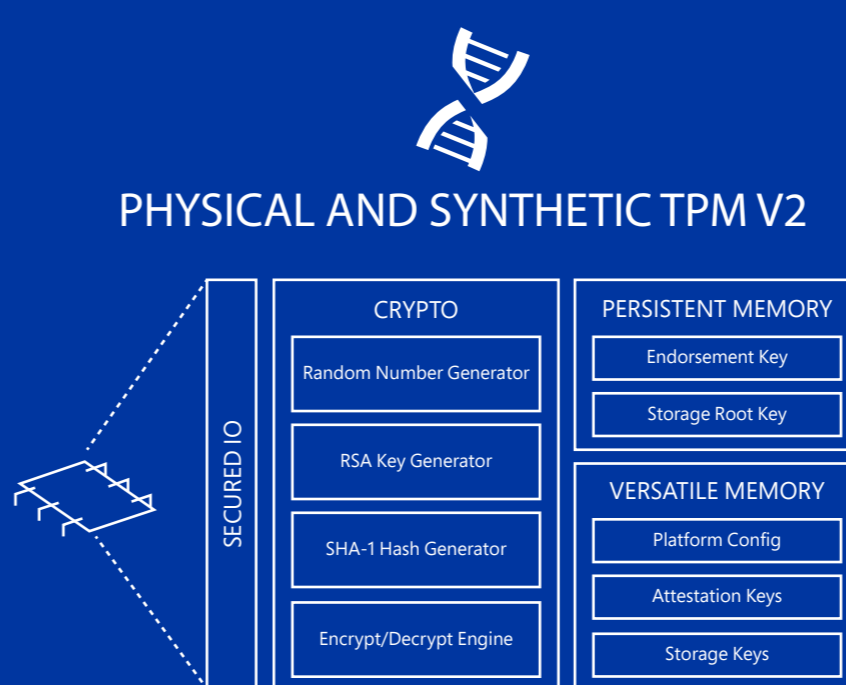 PHYSICAL AND SYNTHETIC TPM V2
SECURED IO
CRYPTO
Random Number Generator
RSA Key Generator
SHA-1 Hash Generator
Encrypt/Decrypt Engine
PERSISTENT MEMORY
Endorsement Key
Storage Root Key
VERSATILE MEMORY
Platform Config
Attestation Keys
Storage Keys